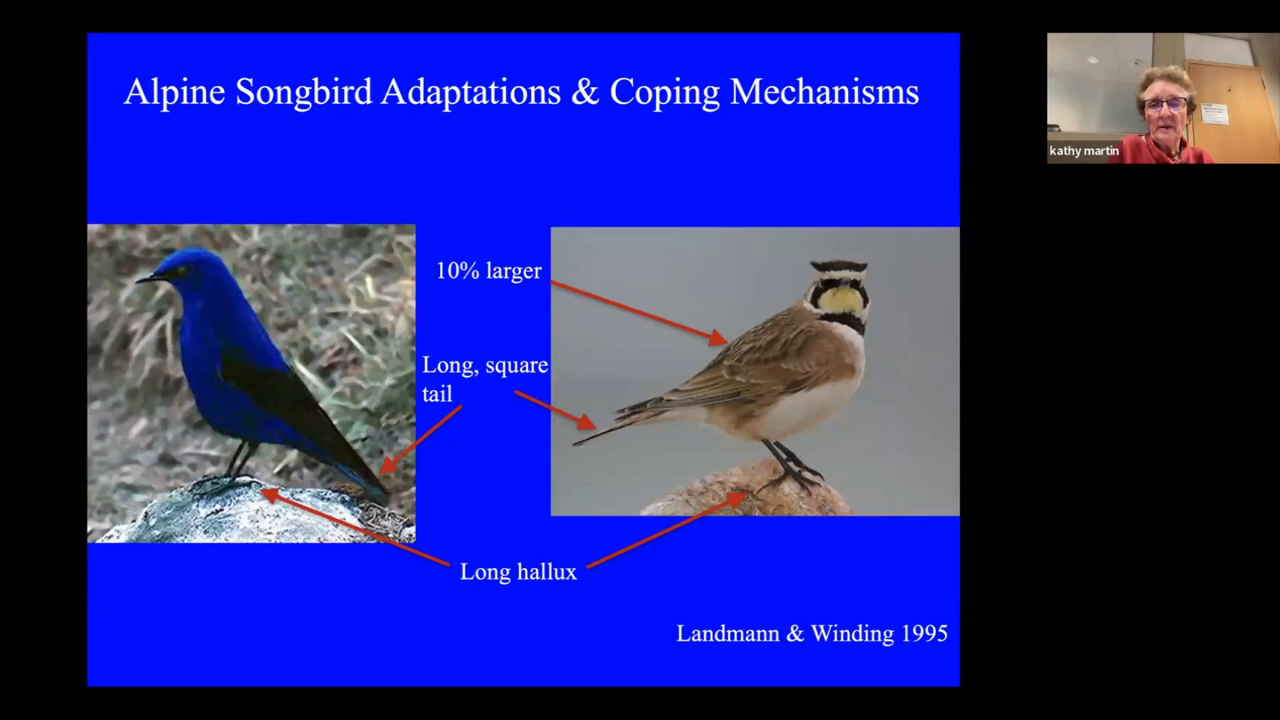 Alpine Songbird Adaptations & Coping Mechanisms
kathy martin
10% larger
Long, square
tail
Long hallux
Landmann & Winding 1995